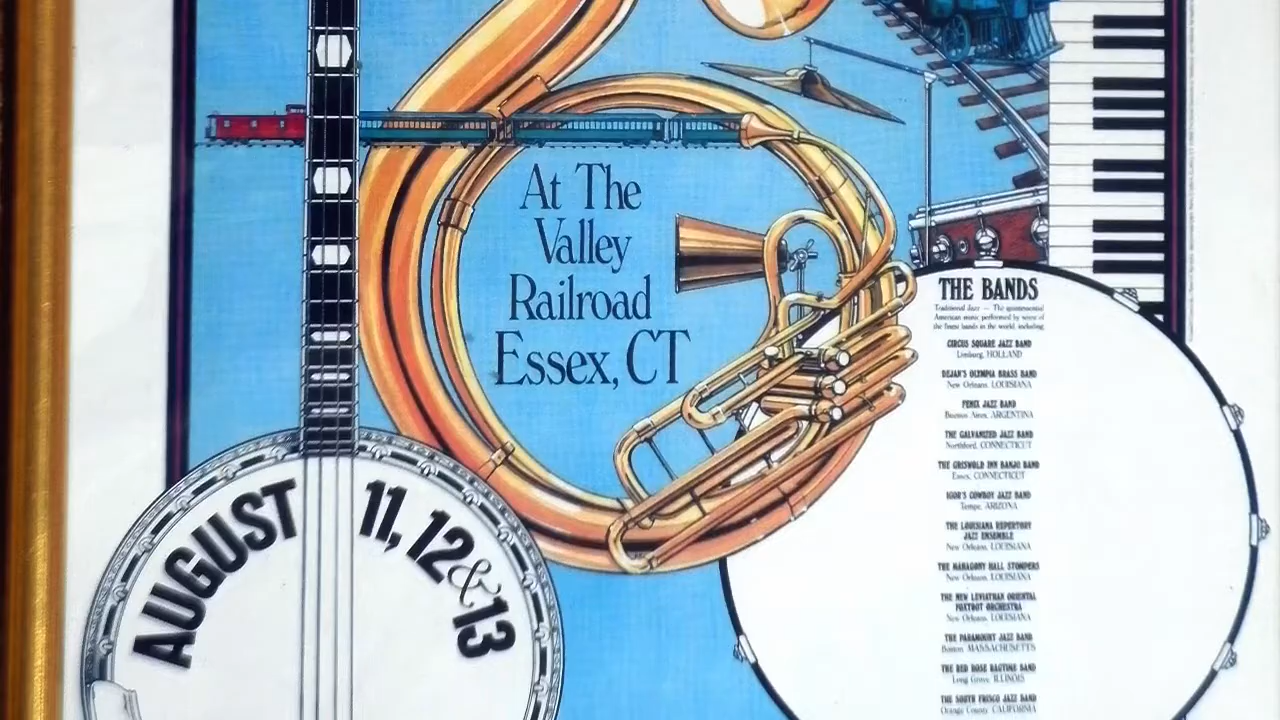 At The
Valley
Railroad
Essex, CT
AUGUST 11, 12 & 13
THE BANDS
Traditional Jazz — The quintessential
American music performed by some of
the finest bands in the world, including:
CIRCUS SQUARE JAZZ BAND
Limburg, HOLLAND
DEJAN'S OLYMPIA BRASS BAND
New Orleans, LOUISIANA
FENIX JAZZ BAND
Buenos Aires, ARGENTINA
THE GALVANIZED JAZZ BAND
Northford, CONNECTICUT
THE GRISWOLD INN BANJO BAND
Essex, CONNECTICUT
IGOR'S COWBOY JAZZ BAND
Tempe, ARIZONA
THE LOUISIANA REPERTORY
JAZZ ENSEMBLE
New Orleans, LOUISIANA
THE MAHAGONY HALL STOMPERS
New Orleans, LOUISIANA
THE NEW LEVIATHAN ORIENTAL
FOXTROT ORCHESTRA
New Orleans, LOUISIANA
THE PARAMOUNT JAZZ BAND
Boston, MASSACHUSETTS
THE RED ROSE RAGTIME BAND
Long Grove, ILLINOIS
THE SOUTH FRISCO JAZZ BAND
Orange County, CALIFORNIA